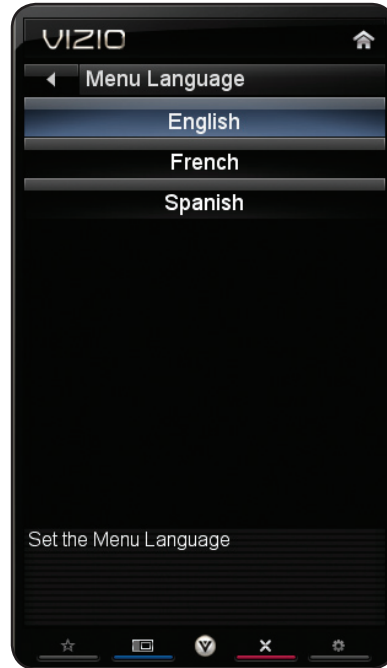 VIZIO
Menu Language
English
French
Spanish
Set the Menu Language